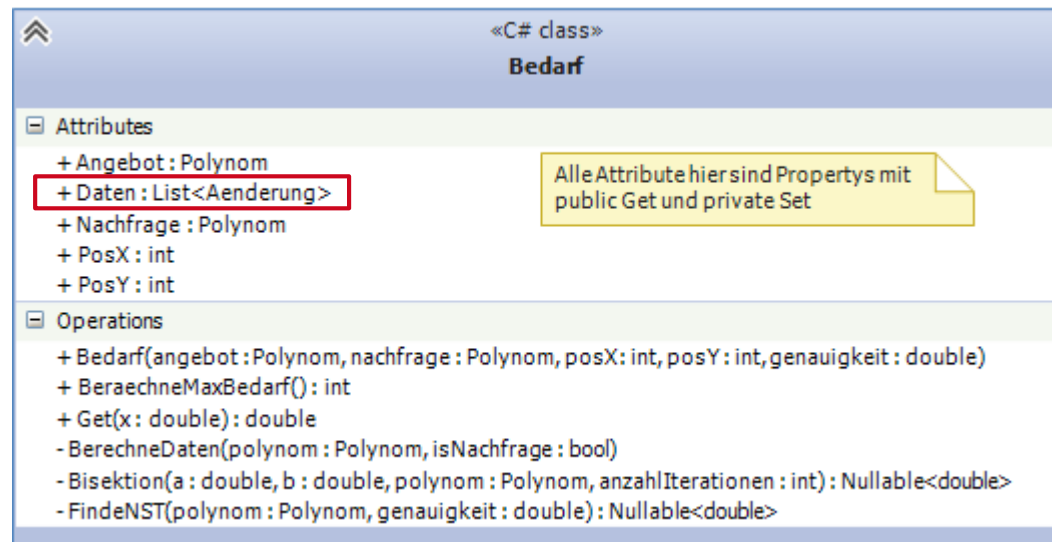 «C# class»
Bedarf
Attributes
+ Angebot : Polynom
+ Daten : List<Aenderung>
+ Nachfrage : Polynom
+ PosX : int
+ PosY : int
Alle Attribute hier sind Propertys mit
public Get und private Set
Operations
+ Bedarf(angebot : Polynom, nachfrage : Polynom, posX : int, posY : int, genauigkeit : double)
+ BeraechneMaxBedarf() : int
+ Get(x : double) : double
- BerechneDaten(polynom : Polynom, isNachfrage : bool)
- Bisektion(a : double, b : double, polynom : Polynom, anzahlIterationen : int) : Nullable<double>
- FindeNST(polynom : Polynom, genauigkeit : double) : Nullable<double>